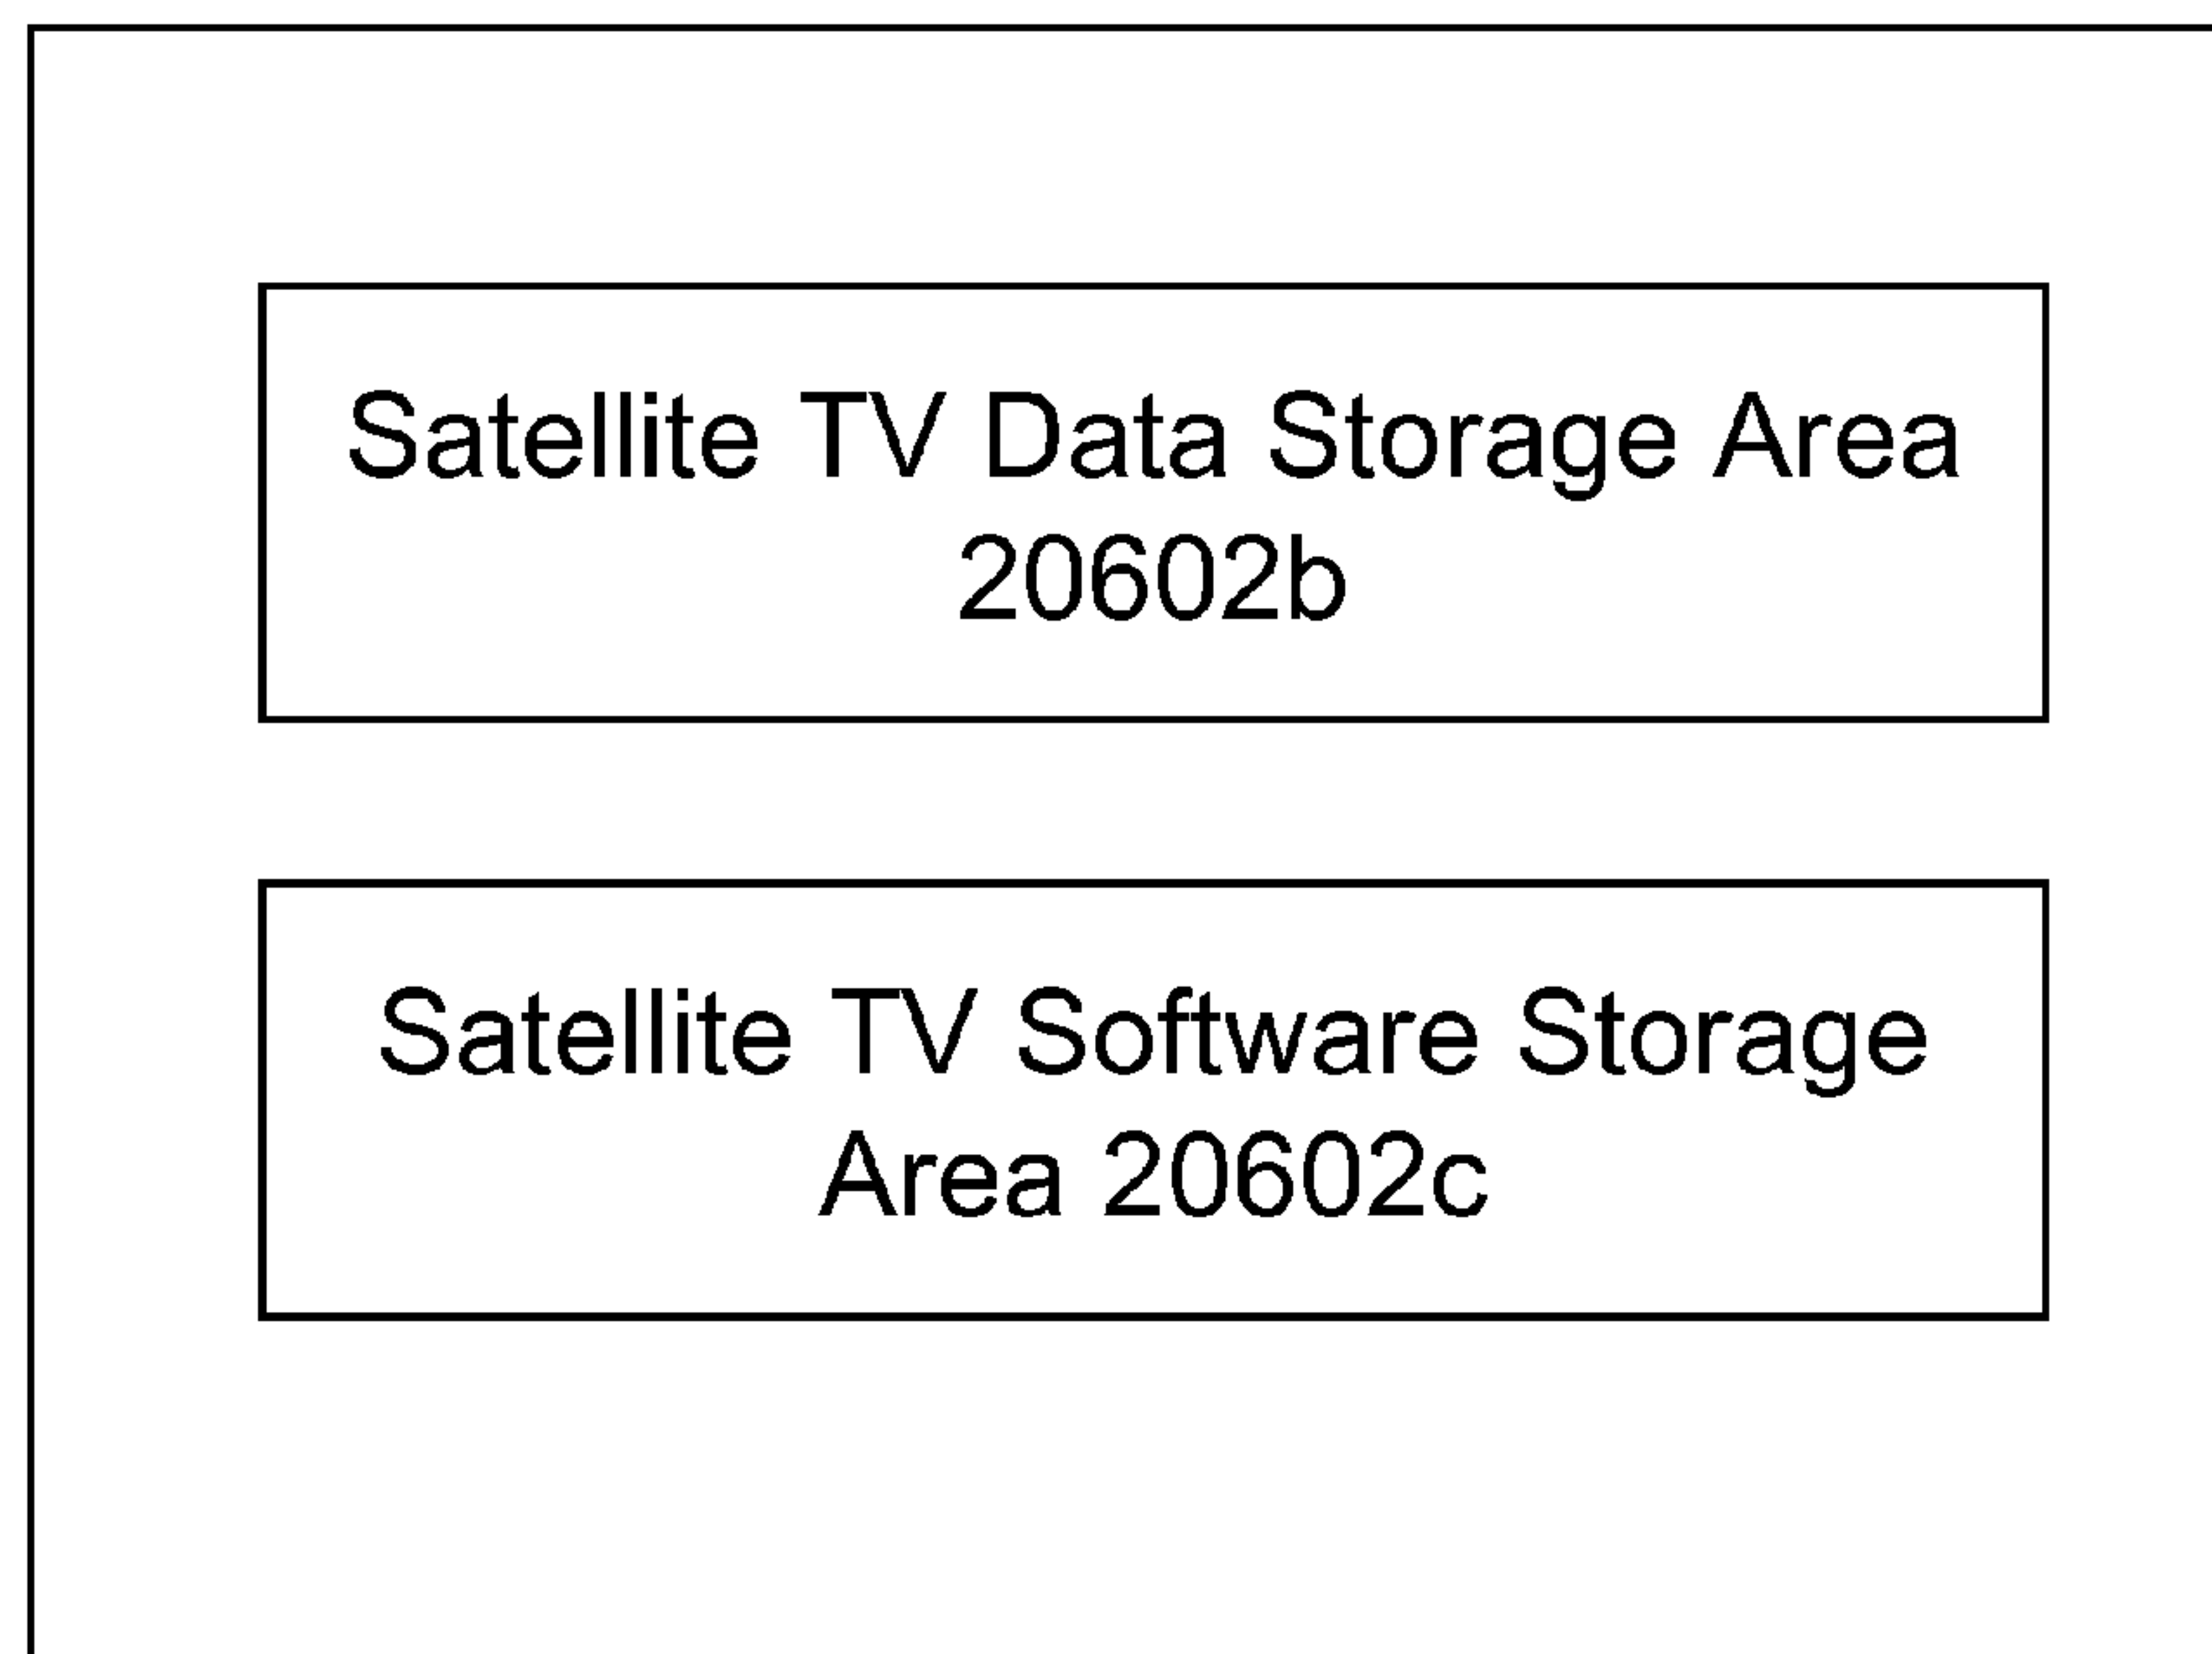 Satellite TV Data Storage Area
20602b
Satellite TV Software Storage
Area 20602c